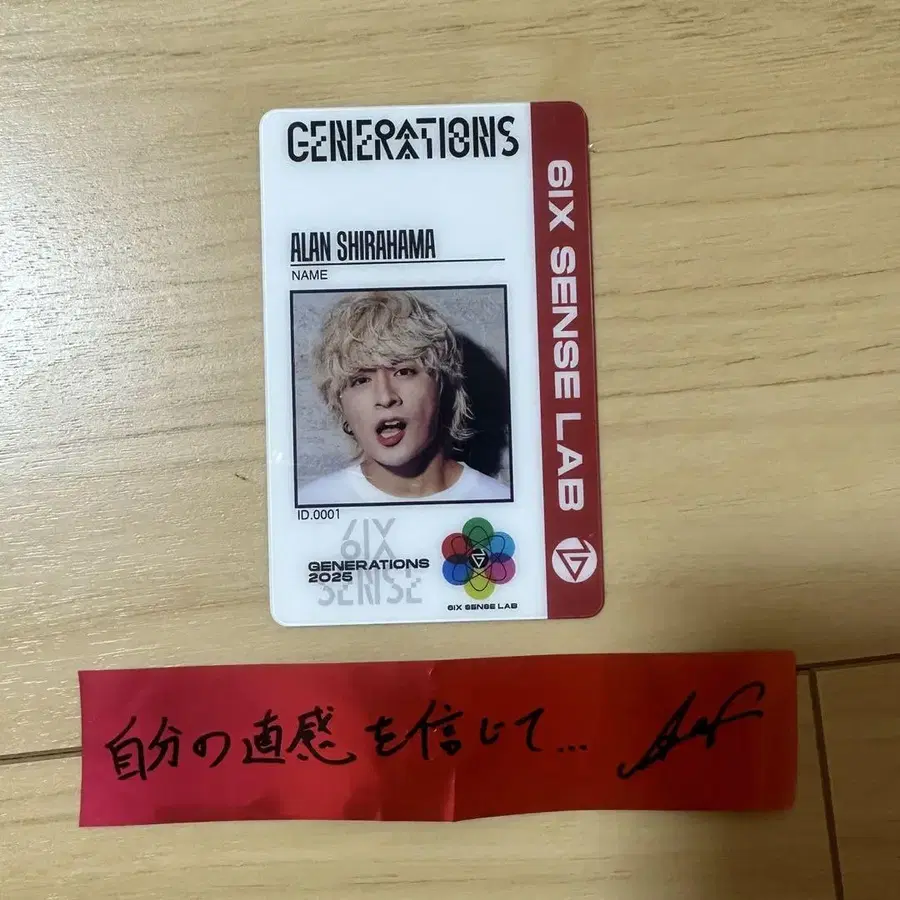 GENERATIONS
ALAN SHIRAHAMA
NAME
ID.0001
6IX
SENSE
GENERATIONS
2025
6IX SENSE LAB
6IX SENSE LAB
自分の直感を信じて...